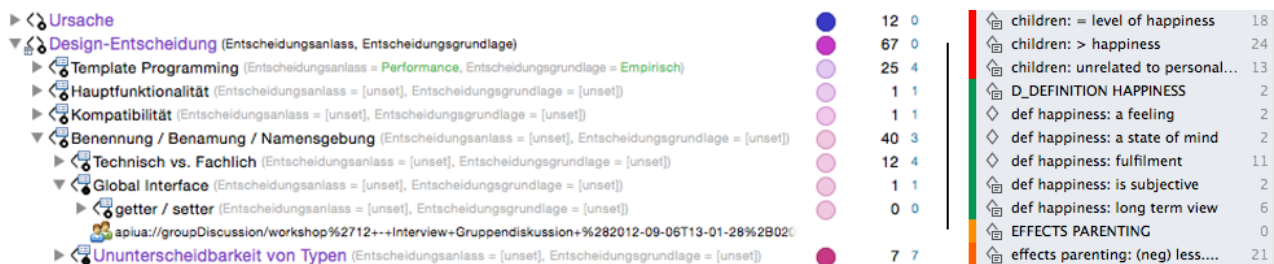 Ursache 12 0
Design-Entscheidung (Entscheidungsanlass, Entscheidungsgrundlage) 67 0
Template Programming (Entscheidungsanlass = Performance, Entscheidungsgrundlage = Empirisch) 25 4
Hauptfunktionalität (Entscheidungsanlass = [unset], Entscheidungsgrundlage = [unset]) 1 1
Kompatibilität (Entscheidungsanlass = [unset], Entscheidungsgrundlage = [unset]) 1 1
Benennung / Benamung / Namensgebung (Entscheidungsanlass = [unset], Entscheidungsgrundlage = [unset]) 40 3
Technisch vs. Fachlich (Entscheidungsanlass = [unset], Entscheidungsgrundlage = [unset]) 12 4
Global Interface (Entscheidungsanlass = [unset], Entscheidungsgrundlage = [unset]) 1 1
getter / setter (Entscheidungsanlass = [unset], Entscheidungsgrundlage = [unset]) 0 0
apiua://groupDiscussion/workshop%2712+-+Interview+Gruppendiskussion+%282012-09-06T13-01-28%2B020
Ununterscheidbarkeit von Typen (Entscheidungsanlass = [unset], Entscheidungsgrundlage = [unset]) 7 7
children: = level of happiness 18
children: > happiness 24
children: unrelated to personal... 13
D_DEFINITION HAPPINESS 2
def happiness: a feeling 2
def happiness: a state of mind 2
def happiness: fulfilment 11
def happiness: is subjective 2
def happiness: long term view 6
EFFECTS PARENTING 0
effects parenting: (neg) less.... 21